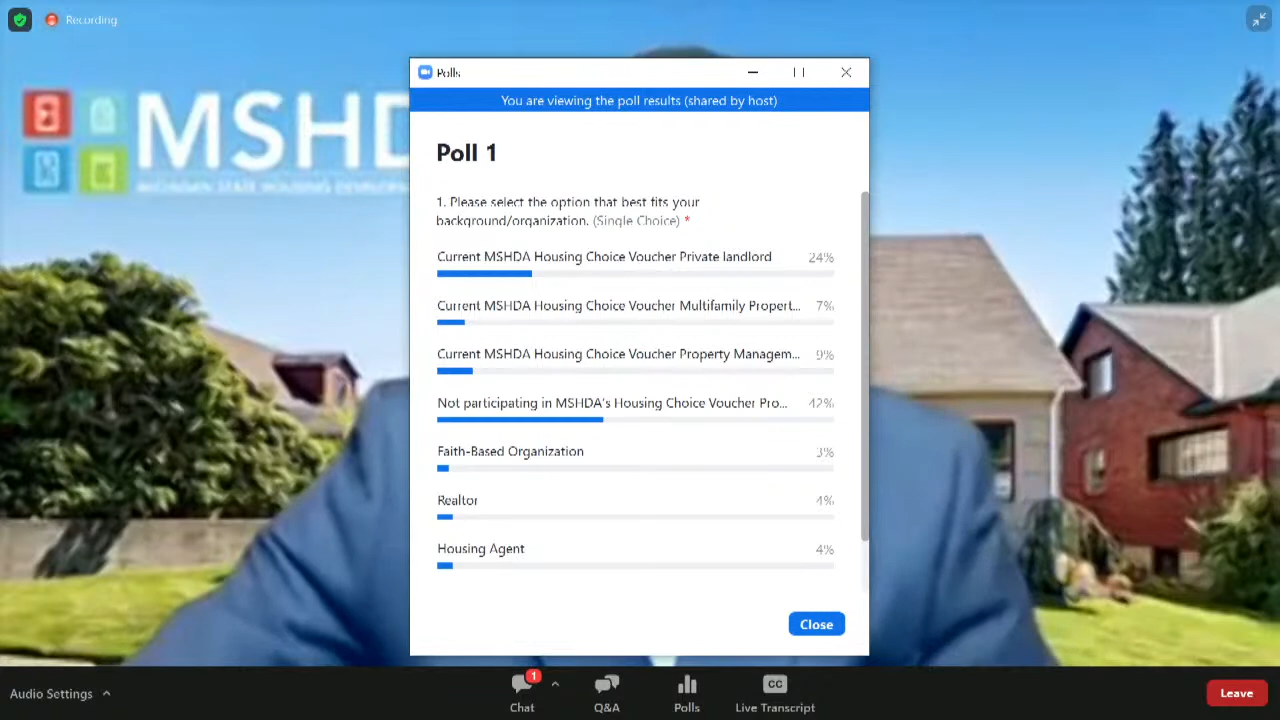 Recording
MSHD
MICHIGAN STATE HOUSING DEVELOP
Polls
You are viewing the poll results (shared by host)
Poll 1
1. Please select the option that best fits your
background/organization. (Single Choice) *
Current MSHDA Housing Choice Voucher Private landlord 24%
Current MSHDA Housing Choice Voucher Multifamily Propert... 7%
Current MSHDA Housing Choice Voucher Property Managem... 9%
Not participating in MSHDA's Housing Choice Voucher Pro... 42%
Faith-Based Organization 3%
Realtor 4%
Housing Agent 4%
Close
Audio Settings
1
Chat
Q&A
Polls
CC
Live Transcript
Leave